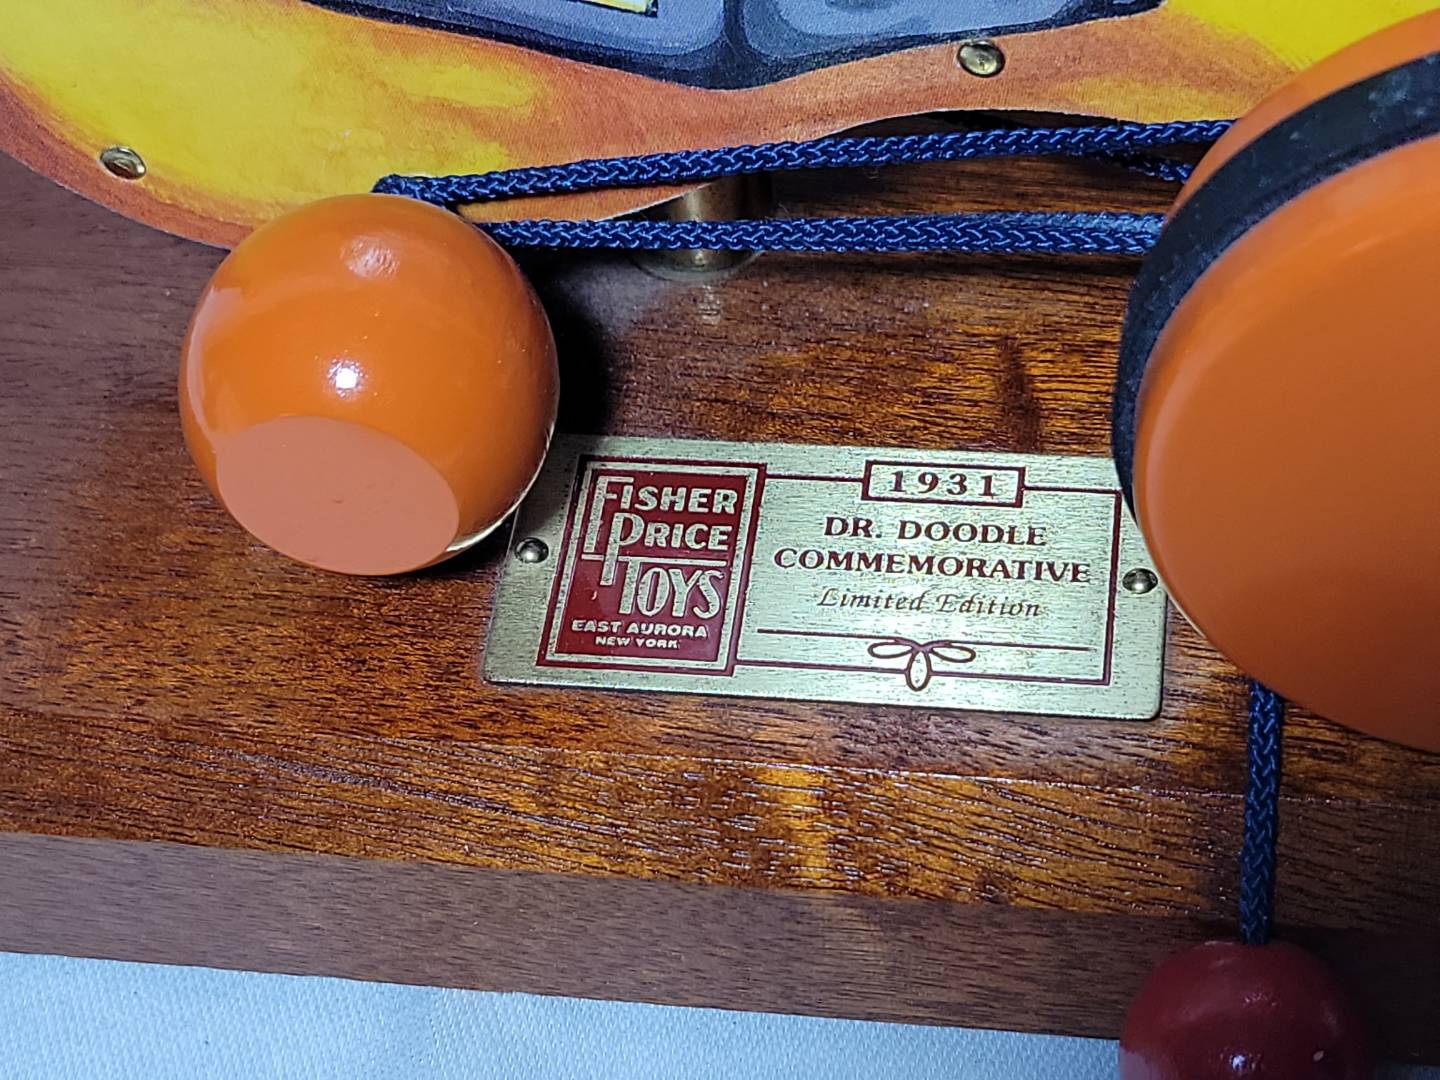 FISHER
PRICE
TOYS
EAST AURORA
NEW YORK
1931
DR. DOODLE
COMMEMORATIVE
Limited Edition